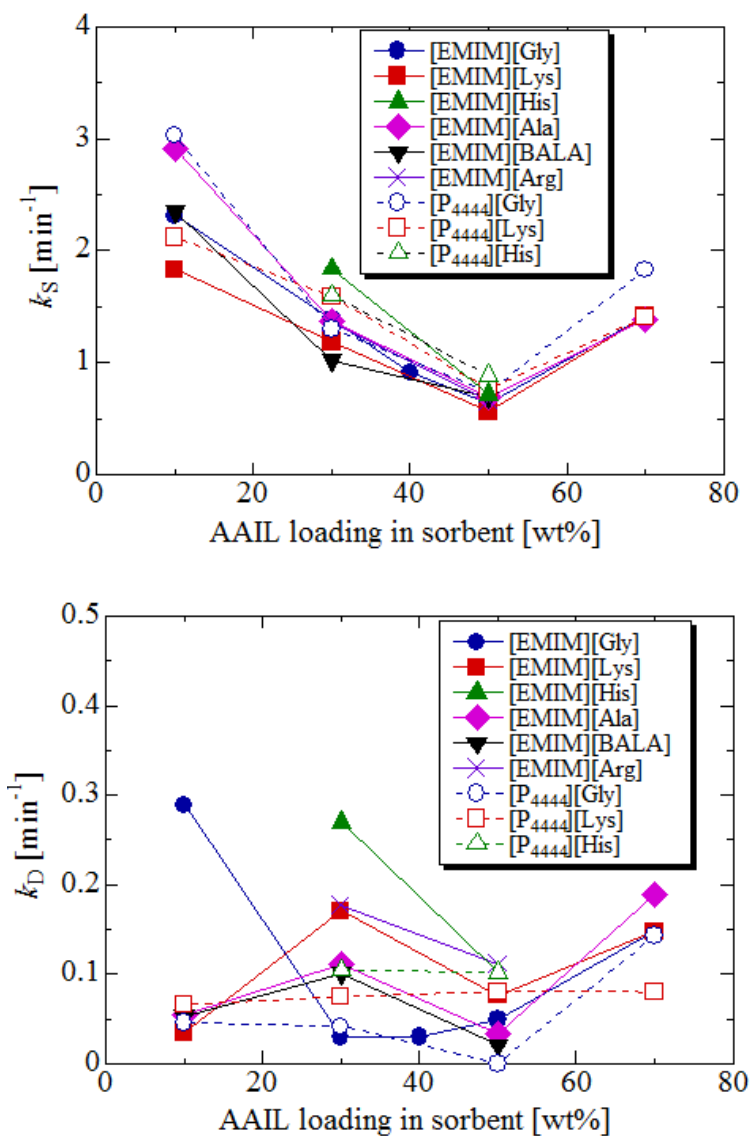 4
3
2
1
0
kS [min-1]
[EMIM][Gly]
[EMIM][Lys]
[EMIM][His]
[EMIM][Ala]
[EMIM][BALA]
[EMIM][Arg]
[P4444][Gly]
[P4444][Lys]
[P4444][His]
0 20 40 60 80
AAIL loading in sorbent [wt%]
0.5
0.4
0.3
0.2
0.1
0
kD [min-1]
[EMIM][Gly]
[EMIM][Lys]
[EMIM][His]
[EMIM][Ala]
[EMIM][BALA]
[EMIM][Arg]
[P4444][Gly]
[P4444][Lys]
[P4444][His]
0 20 40 60 80
AAIL loading in sorbent [wt%]